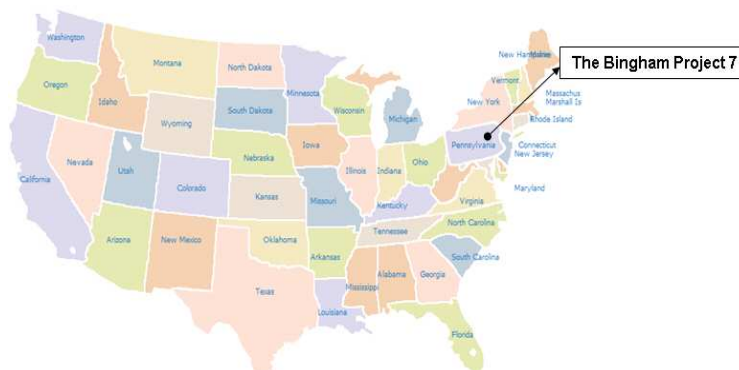 Washington
Montana
North Dakota
Minnesota
Oregon
Idaho
Wyoming
South Dakota
Wisconsin
Michigan
New York
Vermont
New Hampshire
Massachus
Marshall Is
Rhode Island
Connecticut
New Jersey
Pennsylvania
The Bingham Project 7
Nevada
Utah
Colorado
Nebraska
Iowa
Illinois
Indiana
Ohio
Maryland
California
Kansas
Missouri
Kentucky
Virginia
Arizona
New Mexico
Oklahoma
Arkansas
Tennessee
North Carolina
South Carolina
Texas
Louisiana
Mississippi
Alabama
Georgia
Florida